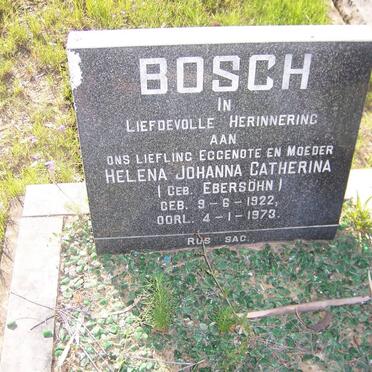 BOSCH
IN
LIEFDEVOLLE HERINNERING
AAN
ONS LIEFLING EGGENOTE EN MOEDER
HELENA JOHANNA CATHERINA
(GEB. EBERSÖHN)
GEB. 9-6-1922,
OORL. 4-1-1973.
RUS SAG.